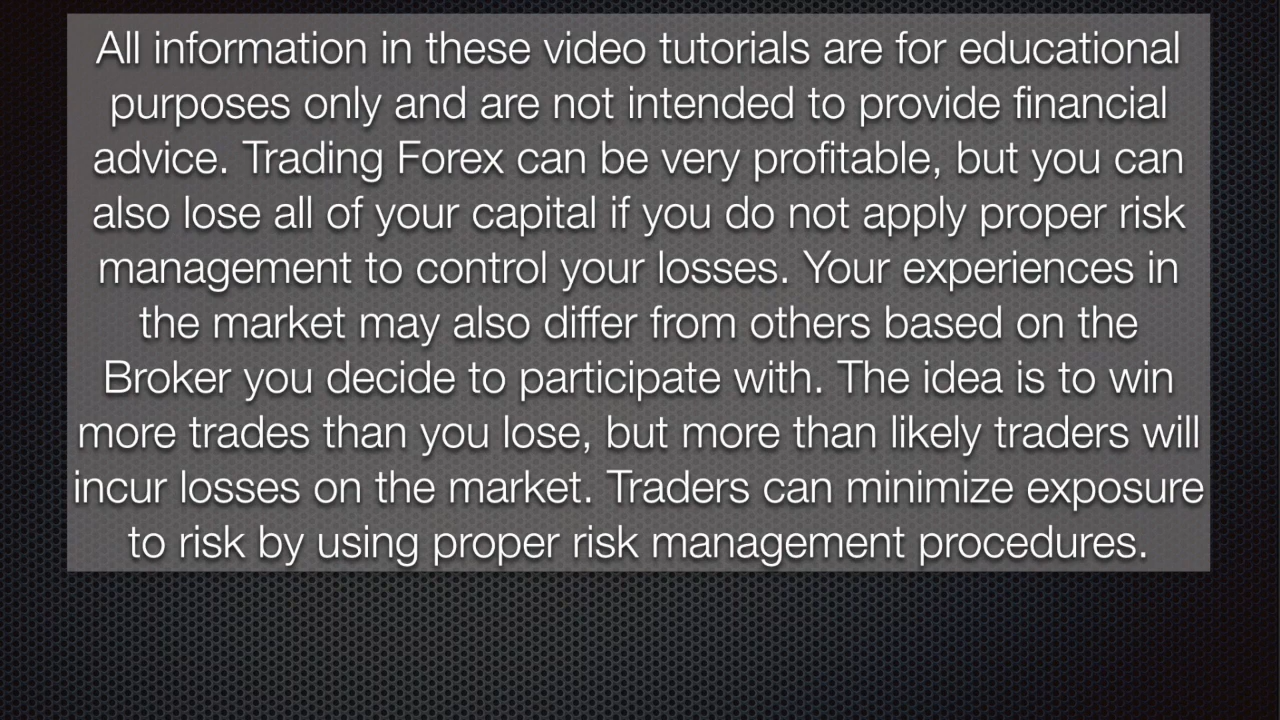 All information in these video tutorials are for educational
purposes only and are not intended to provide financial
advice. Trading Forex can be very profitable, but you can
also lose all of your capital if you do not apply proper risk
management to control your losses. Your experiences in
the market may also differ from others based on the
Broker you decide to participate with. The idea is to win
more trades than you lose, but more than likely traders will
incur losses on the market. Traders can minimize exposure
to risk by using proper risk management procedures.